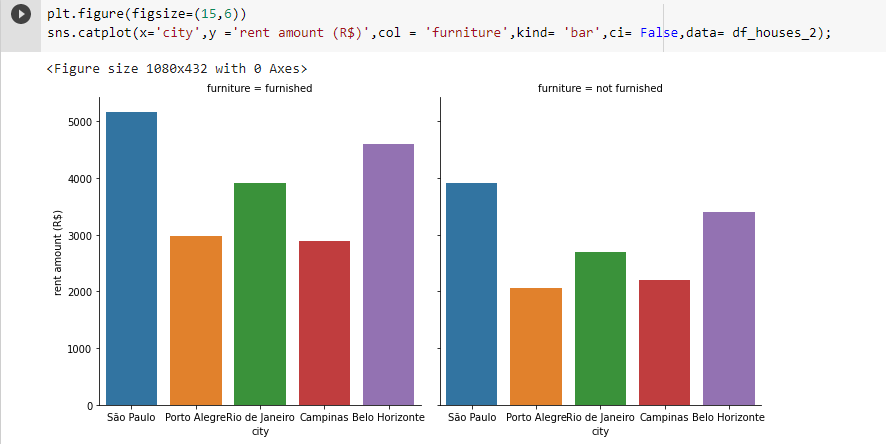 plt.figure(figsize=(15,6))
sns.catplot(x='city',y ='rent amount (R$)',col = 'furniture',kind= 'bar',ci= False,data= df_houses_2);
<Figure size 1080x432 with 0 Axes>
furniture = furnished
furniture = not furnished
5000
4000
3000
2000
1000
0
rent amount (R$)
São Paulo Porto Alegre Rio de Janeiro Campinas Belo Horizonte
city
São Paulo Porto Alegre Rio de Janeiro Campinas Belo Horizonte
city